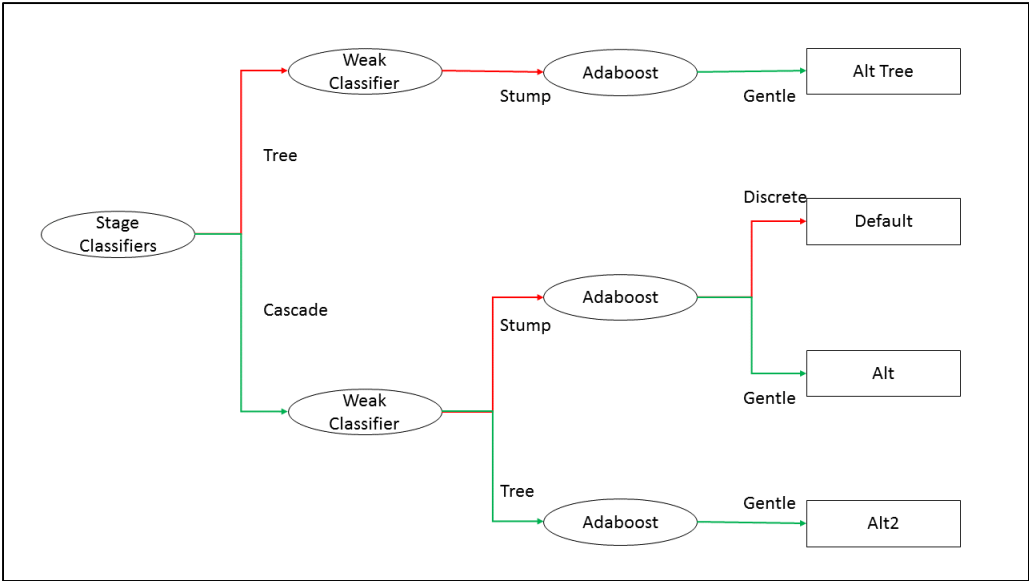 Weak
Classifier
Stump
Adaboost
Gentle
Alt Tree
Tree
Stage
Classifiers
Discrete
Default
Cascade
Stump
Adaboost
Gentle
Alt
Weak
Classifier
Tree
Adaboost
Gentle
Alt2